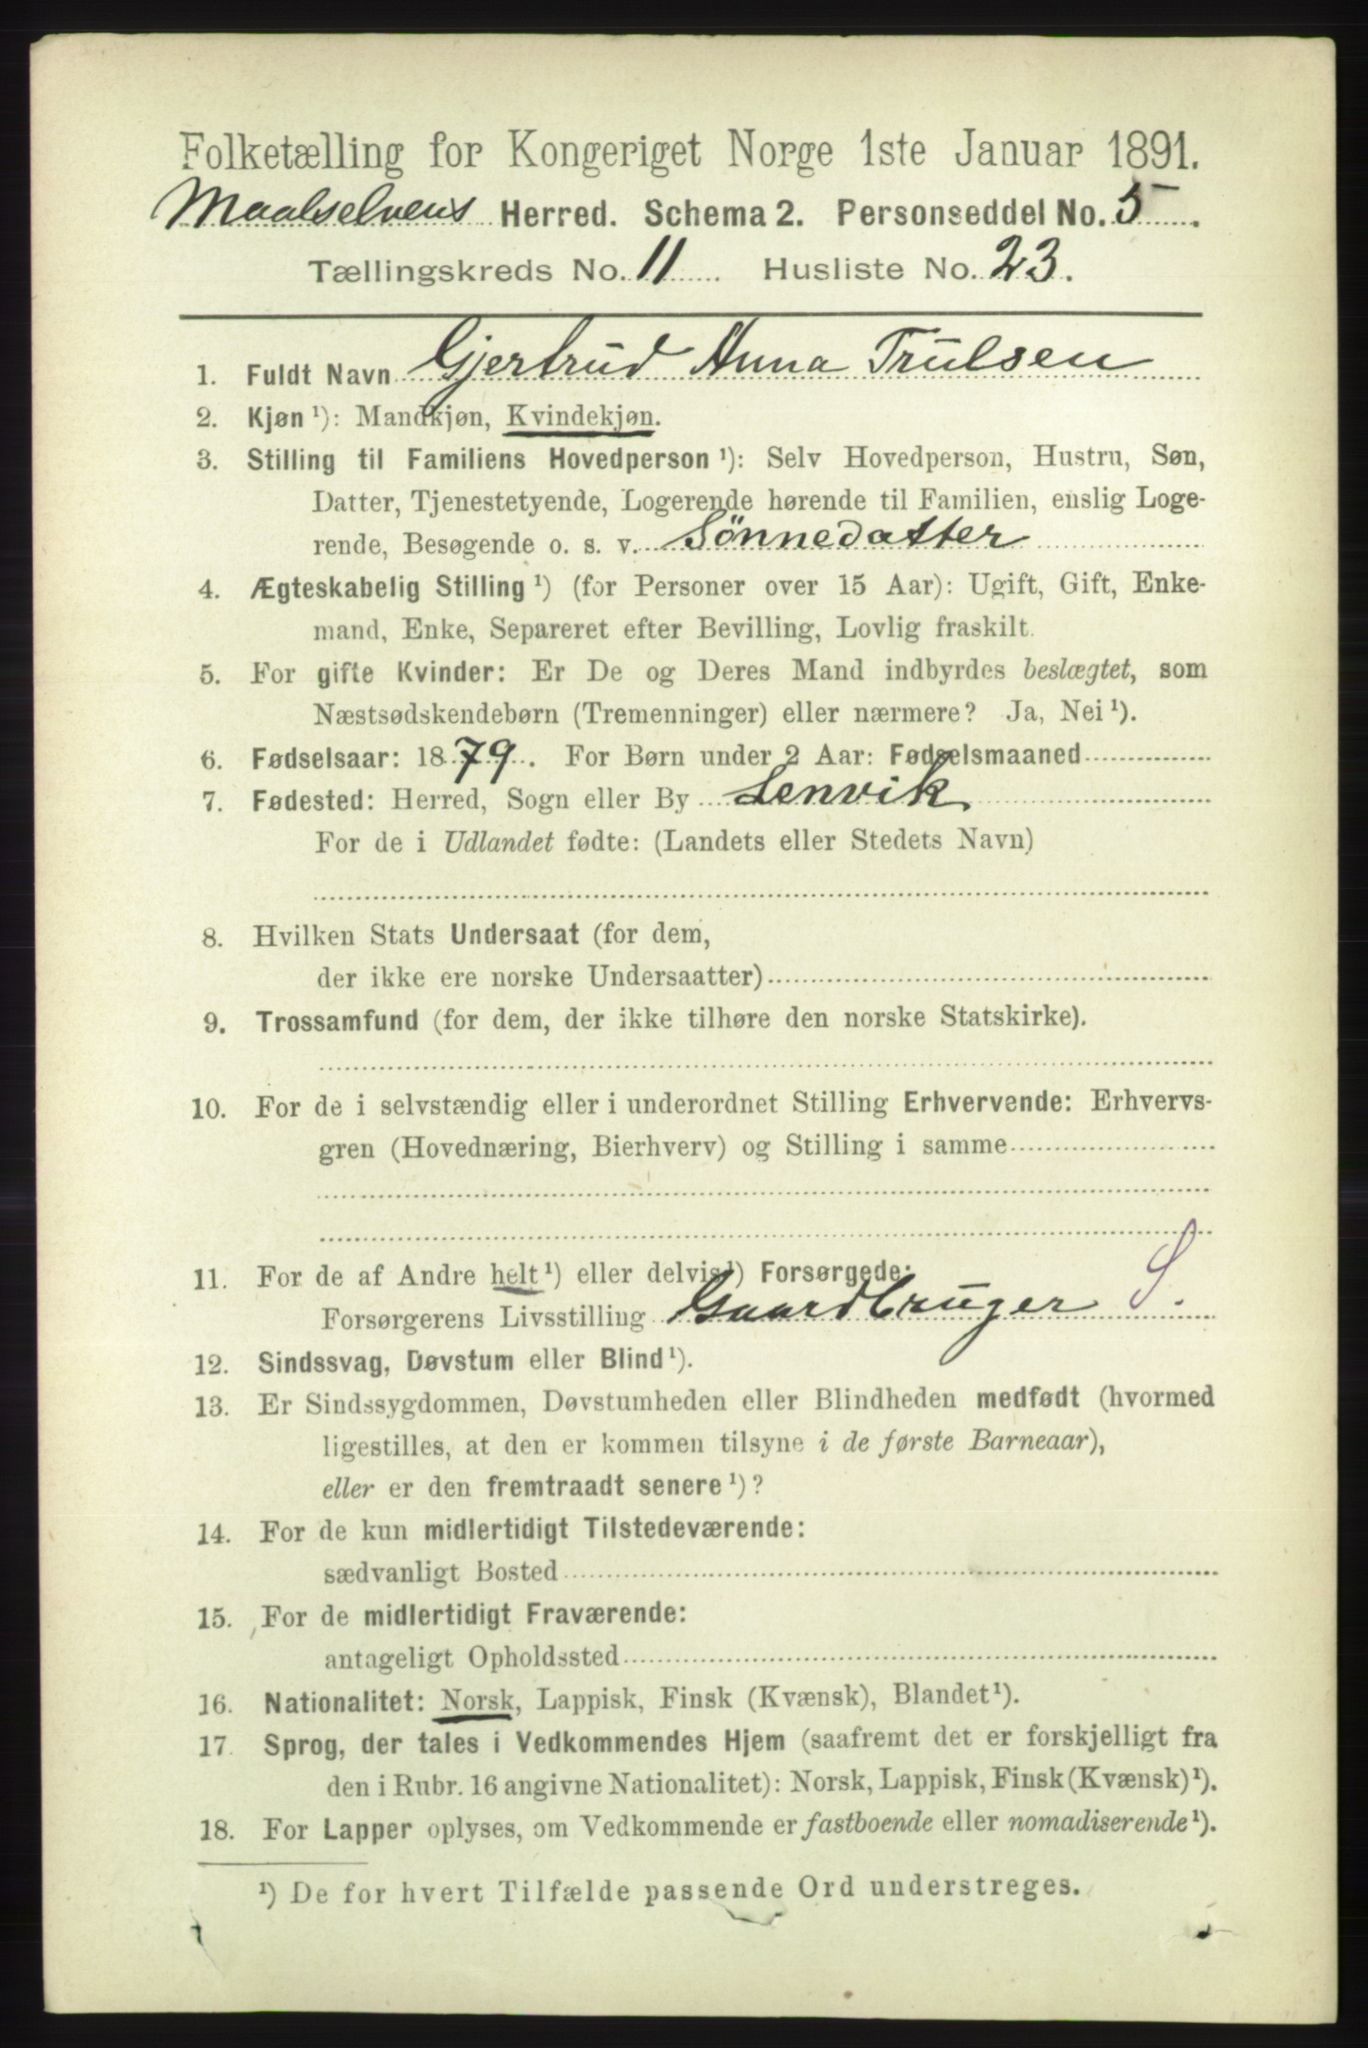 Folketælling for Kongeriget Norge 1ste Januar 1891.
Maalselvens Herred. Schema 2. Personseddel No. 5.
Tællingskreds No. 11 Husliste No. 23.
1. Fuldt Navn Gjertrud Anna Trulsen
2. Kjøn ¹): Mandkjøn, Kvindekjøn.
3. Stilling til Familiens Hovedperson ¹): Selv Hovedperson, Hustru, Søn,
Datter, Tjenestetyende, Logerende hørende til Familien, enslig Loge-
rende, Besøgende o. s. v. Sönnedatter
4. Ægteskabelig Stilling ¹) (for Personer over 15 Aar): Ugift, Gift, Enke-
mand, Enke, Separeret efter Bevilling, Lovlig fraskilt.
5. For gifte Kvinder: Er De og Deres Mand indbyrdes beslægtet, som
Næstsødskendebørn (Tremenninger) eller nærmere? Ja, Nei ¹).
6. Fødselsaar: 1879. For Børn under 2 Aar: Fødselsmaaned
7. Fødested: Herred, Sogn eller By Lenvik
For de i Udlandet fødte: (Landets eller Stedets Navn)
8. Hvilken Stats Undersaat (for dem,
der ikke ere norske Undersaatter)
9. Trossamfund (for dem, der ikke tilhøre den norske Statskirke).
10. For de i selvstændig eller i underordnet Stilling Erhvervende: Erhvervs-
gren (Hovednæring, Bierhverv) og Stilling i samme
11. For de af Andre helt ¹) eller delvis ¹) Forsørgede:
Forsørgerens Livsstilling Gaardbruger S.
12. Sindssvag, Døvstum eller Blind ¹).
13. Er Sindssygdommen, Døvstumheden eller Blindheden medfødt (hvormed
ligestilles, at den er kommen tilsyne i de første Barneaar),
eller er den fremtraadt senere ¹)?
14. For de kun midlertidigt Tilstedeværende:
sædvanligt Bosted
15. For de midlertidigt Fraværende:
antageligt Opholdssted
16. Nationalitet: Norsk, Lappisk, Finsk (Kvænsk), Blandet ¹).
17. Sprog, der tales i Vedkommendes Hjem (saafremt det er forskjelligt fra
den i Rubr. 16 angivne Nationalitet): Norsk, Lappisk, Finsk (Kvænsk) ¹).
18. For Lapper oplyses, om Vedkommende er fastboende eller nomadiserende ¹).
¹) De for hvert Tilfælde passende Ord understreges.